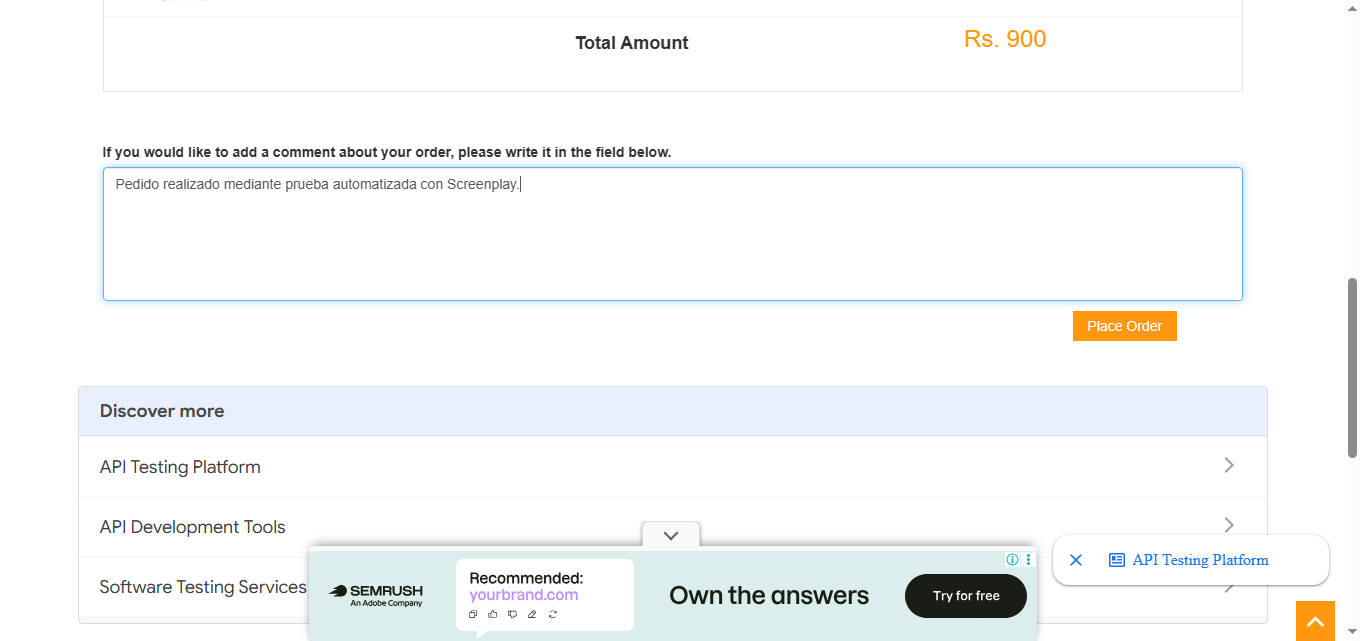 Total Amount Rs. 900
If you would like to add a comment about your order, please write it in the field below.
Pedido realizado mediante prueba automatizada con Screenplay.
Place Order
Discover more
API Testing Platform
API Development Tools
Software Testing Services
SEMRUSH
An Adobe Company
Recommended:
yourbrand.com
Own the answers
Try for free
API Testing Platform